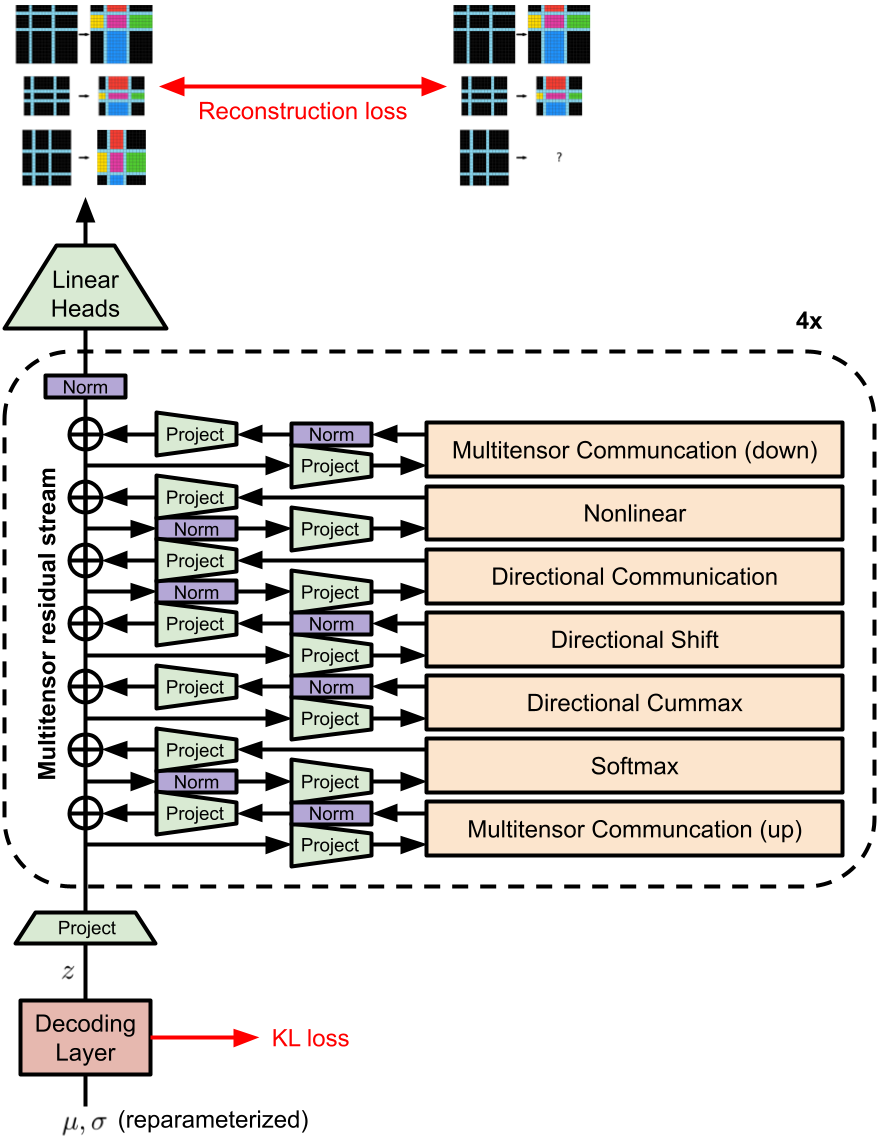 ?
Reconstruction loss
Linear
Heads
4x
Norm
Multitensor residual stream
Project
Norm
Multitensor Communcation (down)
Project
Project
Nonlinear
Norm
Project
Project
Directional Communication
Norm
Project
Project
Norm
Directional Shift
Project
Project
Norm
Directional Cummax
Project
Project
Softmax
Norm
Project
Project
Norm
Multitensor Communcation (up)
Project
Project
z
Decoding
Layer
KL loss
μ, σ (reparameterized)